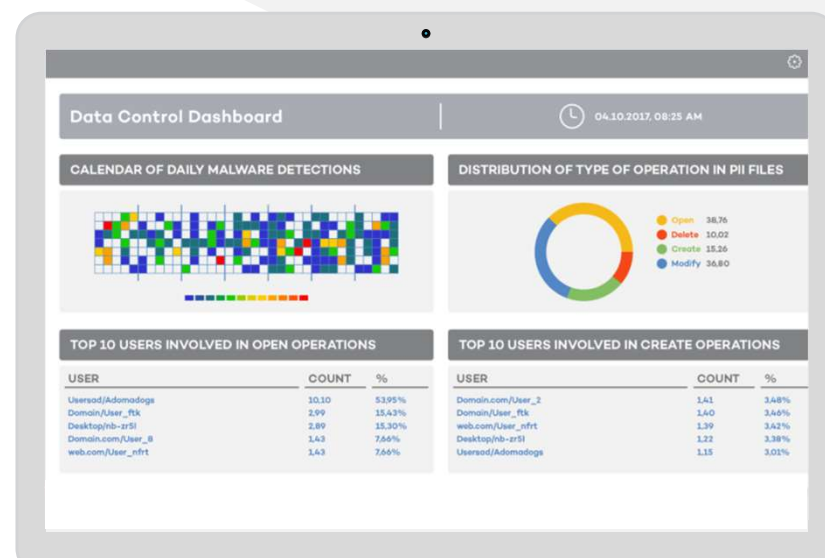 Data Control Dashboard
04.10.2017, 08:25 AM
CALENDAR OF DAILY MALWARE DETECTIONS
DISTRIBUTION OF TYPE OF OPERATION IN PII FILES
Open 38,76
Delete 10,02
Create 15,26
Modify 36,80
TOP 10 USERS INVOLVED IN OPEN OPERATIONS
USER COUNT %
Usersad/Adomadogs 10,10 53,95%
Domain/User_ftk 2,99 15,43%
Desktop/nb-zr5l 2,89 15,30%
Domain.com/User_8 1,43 7,66%
web.com/User_nfrt 1,43 7,66%
TOP 10 USERS INVOLVED IN CREATE OPERATIONS
USER COUNT %
Domain.com/User_2 1,41 3,48%
Domain/User_ftk 1,40 3,46%
web.com/User_nfrt 1,39 3,42%
Desktop/nb-zr5l 1,22 3,38%
Usersad/Adomadogs 1,15 3,01%